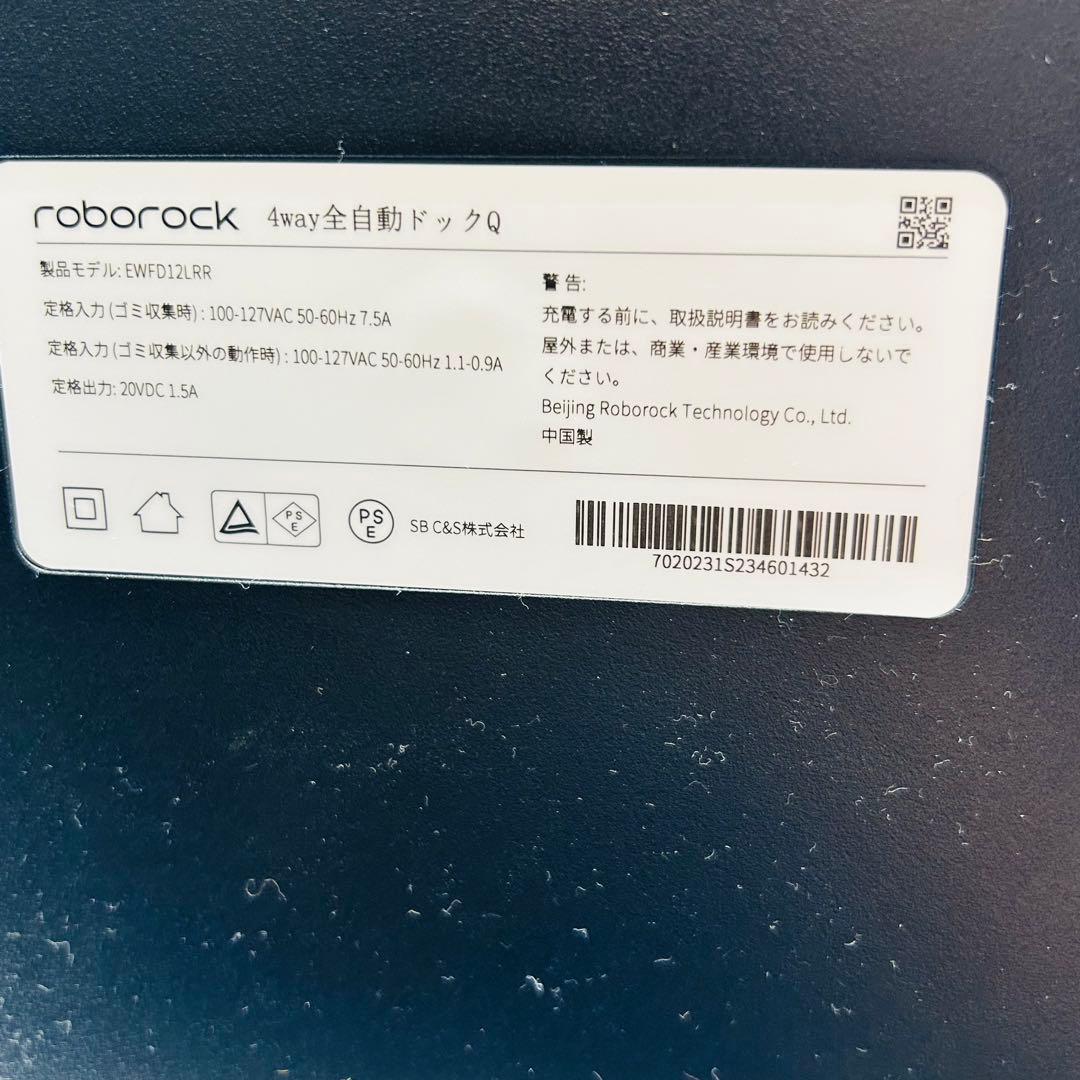 roborock 4way全自動ドックQ
製品モデル: EWFD12LRR
定格入力 (ゴミ収集時) : 100-127VAC 50-60Hz 7.5A
定格入力 (ゴミ収集以外の動作時) : 100-127VAC 50-60Hz 1.1-0.9A
定格出力: 20VDC 1.5A
警告:
充電する前に、取扱説明書をお読みください。
屋外または、商業・産業環境で使用しないで
ください。
Beijing Roborock Technology Co., Ltd.
中国製
PS
E
PS
E
SB C&S株式会社
7020231S234601432